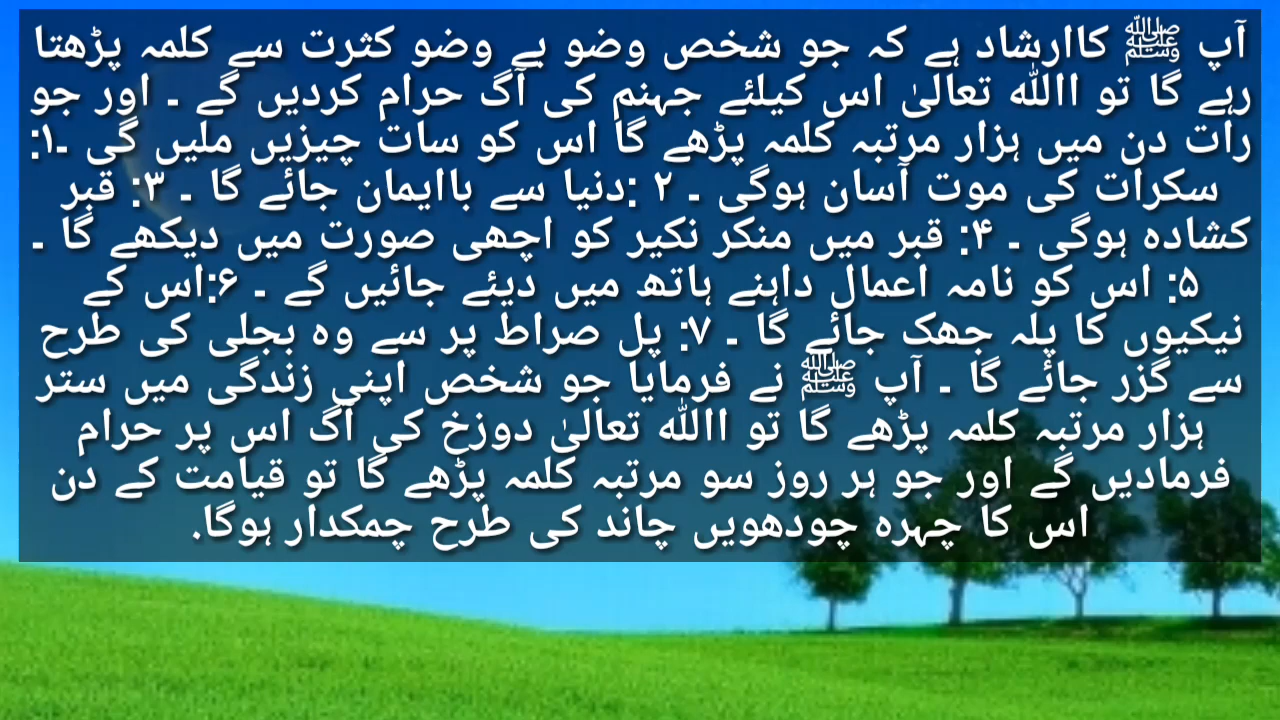 آپ ﷺ کاارشاد ہے کہ جو شخص وضو بے وضو کثرت سے کلمہ پڑھتا
رہے گا تو اﷲ تعالیٰ اس کیلئے جہنم کی آگ حرام کردیں گے ۔ اور جو
رات دن میں ہزار مرتبہ کلمہ پڑھے گا اس کو سات چیزیں ملیں گی ۔۱:
سکرات کی موت آسان ہوگی ۔ ۲ :دنیا سے باایمان جائے گا ۔ ۳: قبر
کشادہ ہوگی ۔ ۴: قبر میں منکر نکیر کو اچھی صورت میں دیکھے گا ۔
۵: اس کو نامہ اعمال داہنے ہاتھ میں دیئے جائیں گے ۔ ۶:اس کے
نیکیوں کا پلہ جھک جائے گا ۔ ۷: پل صراط پر سے وہ بجلی کی طرح
سے گزر جائے گا ۔ آپ ﷺ نے فرمایا جو شخص اپنی زندگی میں ستر
ہزار مرتبہ کلمہ پڑھے گا تو اﷲ تعالیٰ دوزخ کی آگ اس پر حرام
فرمادیں گے اور جو ہر روز سو مرتبہ کلمہ پڑھے گا تو قیامت کے دن
اس کا چہرہ چودھویں چاند کی طرح چمکدار ہوگا.